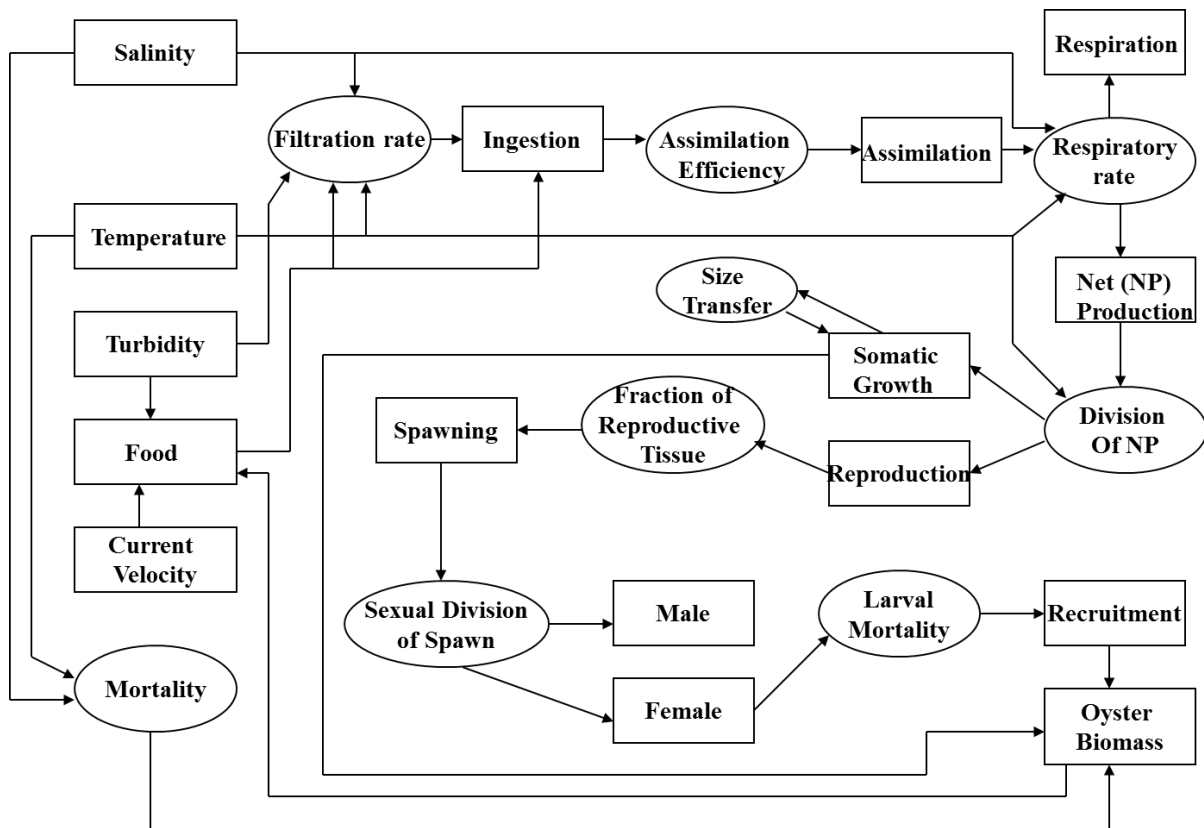 Salinity
Respiration
Filtration rate
Ingestion
Assimilation
Efficiency
Assimilation
Respiratory
rate
Temperature
Size
Transfer
Net (NP)
Production
Turbidity
Somatic
Growth
Fraction of
Reproductive
Tissue
Spawning
Division
Of NP
Food
Reproduction
Current
Velocity
Sexual Division
of Spawn
Male
Larval
Mortality
Recruitment
Mortality
Female
Oyster
Biomass